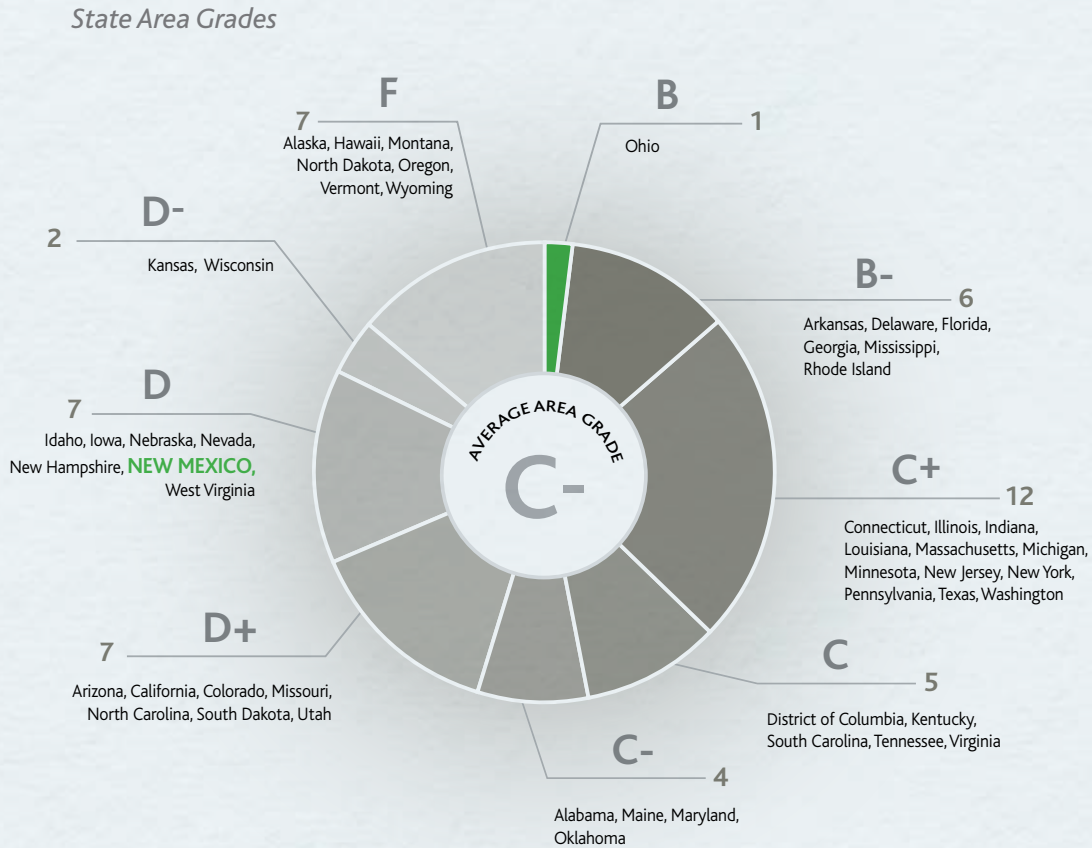 State Area Grades
F
7
Alaska, Hawaii, Montana,
North Dakota, Oregon,
Vermont, Wyoming
B
1
Ohio
D-
2
Kansas, Wisconsin
B-
6
Arkansas, Delaware, Florida,
Georgia, Mississippi,
Rhode Island
D
7
Idaho, Iowa, Nebraska, Nevada,
New Hampshire, NEW MEXICO,
West Virginia
AVERAGE AREA GRADE
C-
C+
12
Connecticut, Illinois, Indiana,
Louisiana, Massachusetts, Michigan,
Minnesota, New Jersey, New York,
Pennsylvania, Texas, Washington
D+
7
Arizona, California, Colorado, Missouri,
North Carolina, South Dakota, Utah
C
5
District of Columbia, Kentucky,
South Carolina, Tennessee, Virginia
C-
4
Alabama, Maine, Maryland,
Oklahoma